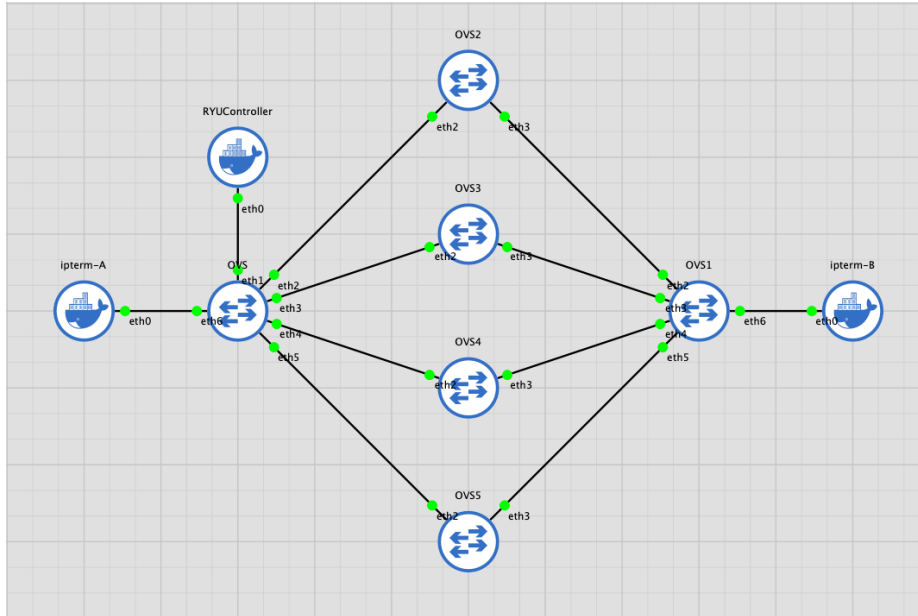 OVS2
eth2
eth3
RYUController
eth0
OVS3
eth2
eth3
ipterm-A
OVS
OVS1
ipterm-B
eth1
eth2
eth2
eth3
eth3
eth0
eth6
eth6
eth0
eth4
eth4
eth5
eth5
OVS4
eth2
eth3
OVS5
eth2
eth3